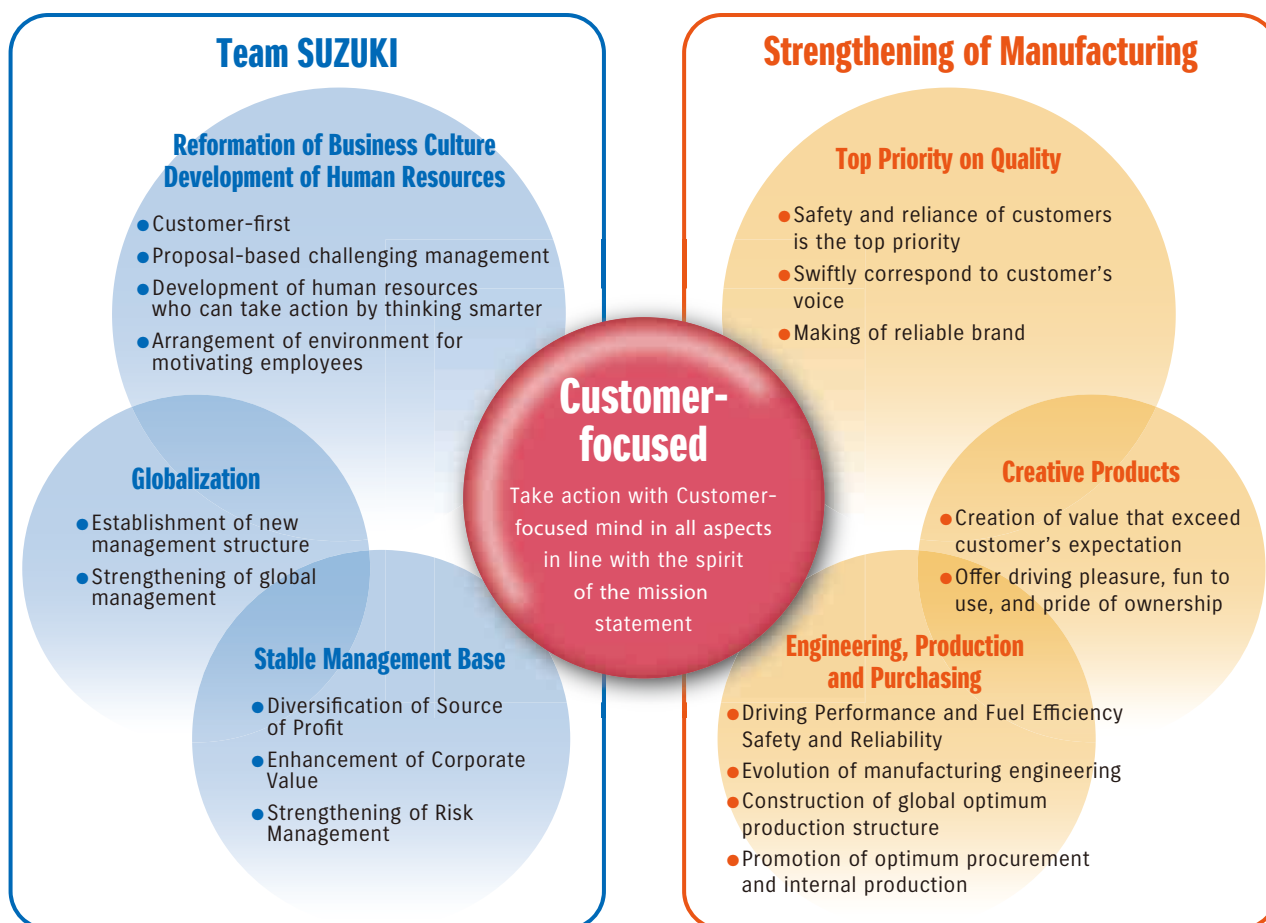 Team SUZUKI
Reformation of Business Culture
Development of Human Resources
●Customer-first
●Proposal-based challenging management
●Development of human resources
who can take action by thinking smarter
●Arrangement of environment for
motivating employees
Globalization
●Establishment of new
management structure
●Strengthening of global
management
Stable Management Base
●Diversification of Source
of Profit
●Enhancement of Corporate
Value
●Strengthening of Risk
Management
Customer-
focused
Take action with Customer-
focused mind in all aspects
in line with the spirit
of the mission
statement
Strengthening of Manufacturing
Top Priority on Quality
●Safety and reliance of customers
is the top priority
●Swiftly correspond to customer's
voice
●Making of reliable brand
Creative Products
●Creation of value that exceed
customer's expectation
●Offer driving pleasure, fun to
use, and pride of ownership
Engineering, Production
and Purchasing
●Driving Performance and Fuel Efficiency
Safety and Reliability
●Evolution of manufacturing engineering
●Construction of global optimum
production structure
●Promotion of optimum procurement
and internal production